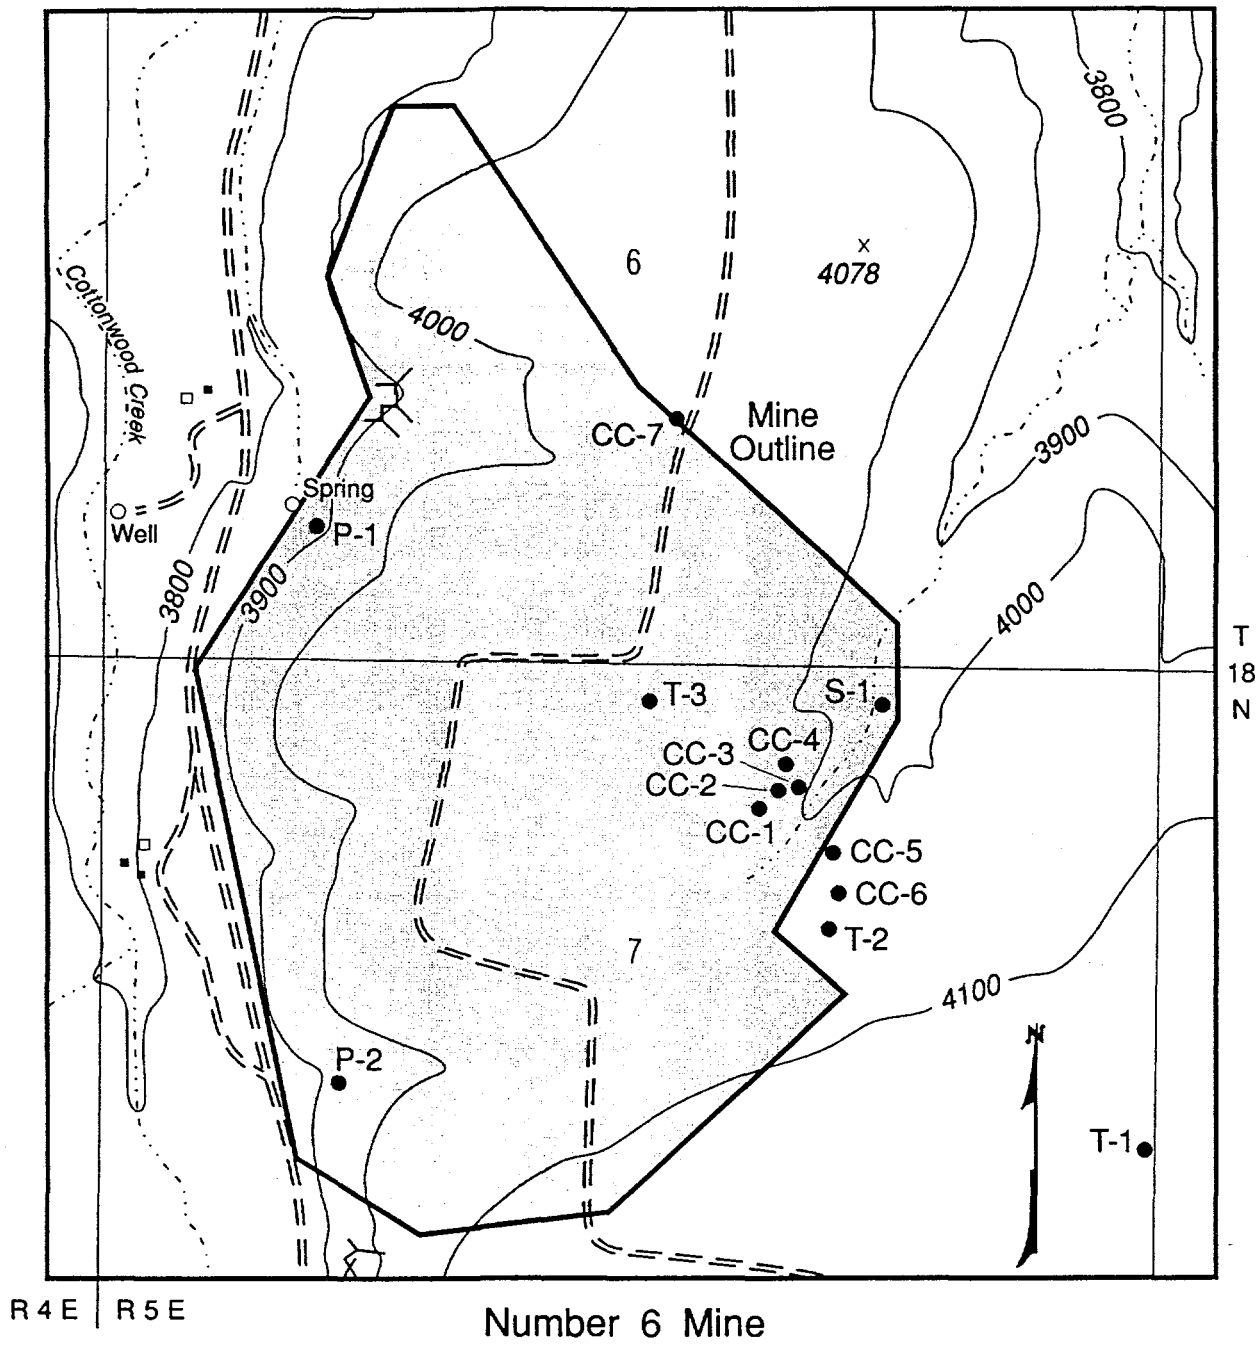 3800
6
x
4078
Cottonwood Creek
4000
CC-7
Mine
Outline
3900
Spring
Well
P-1
3800
3900
4000
T
18
N
T-3
S-1
CC-4
CC-3
CC-2
CC-1
CC-5
CC-6
T-2
7
4100
P-2
N
T-1
R 4 E
R 5 E
Number 6 Mine